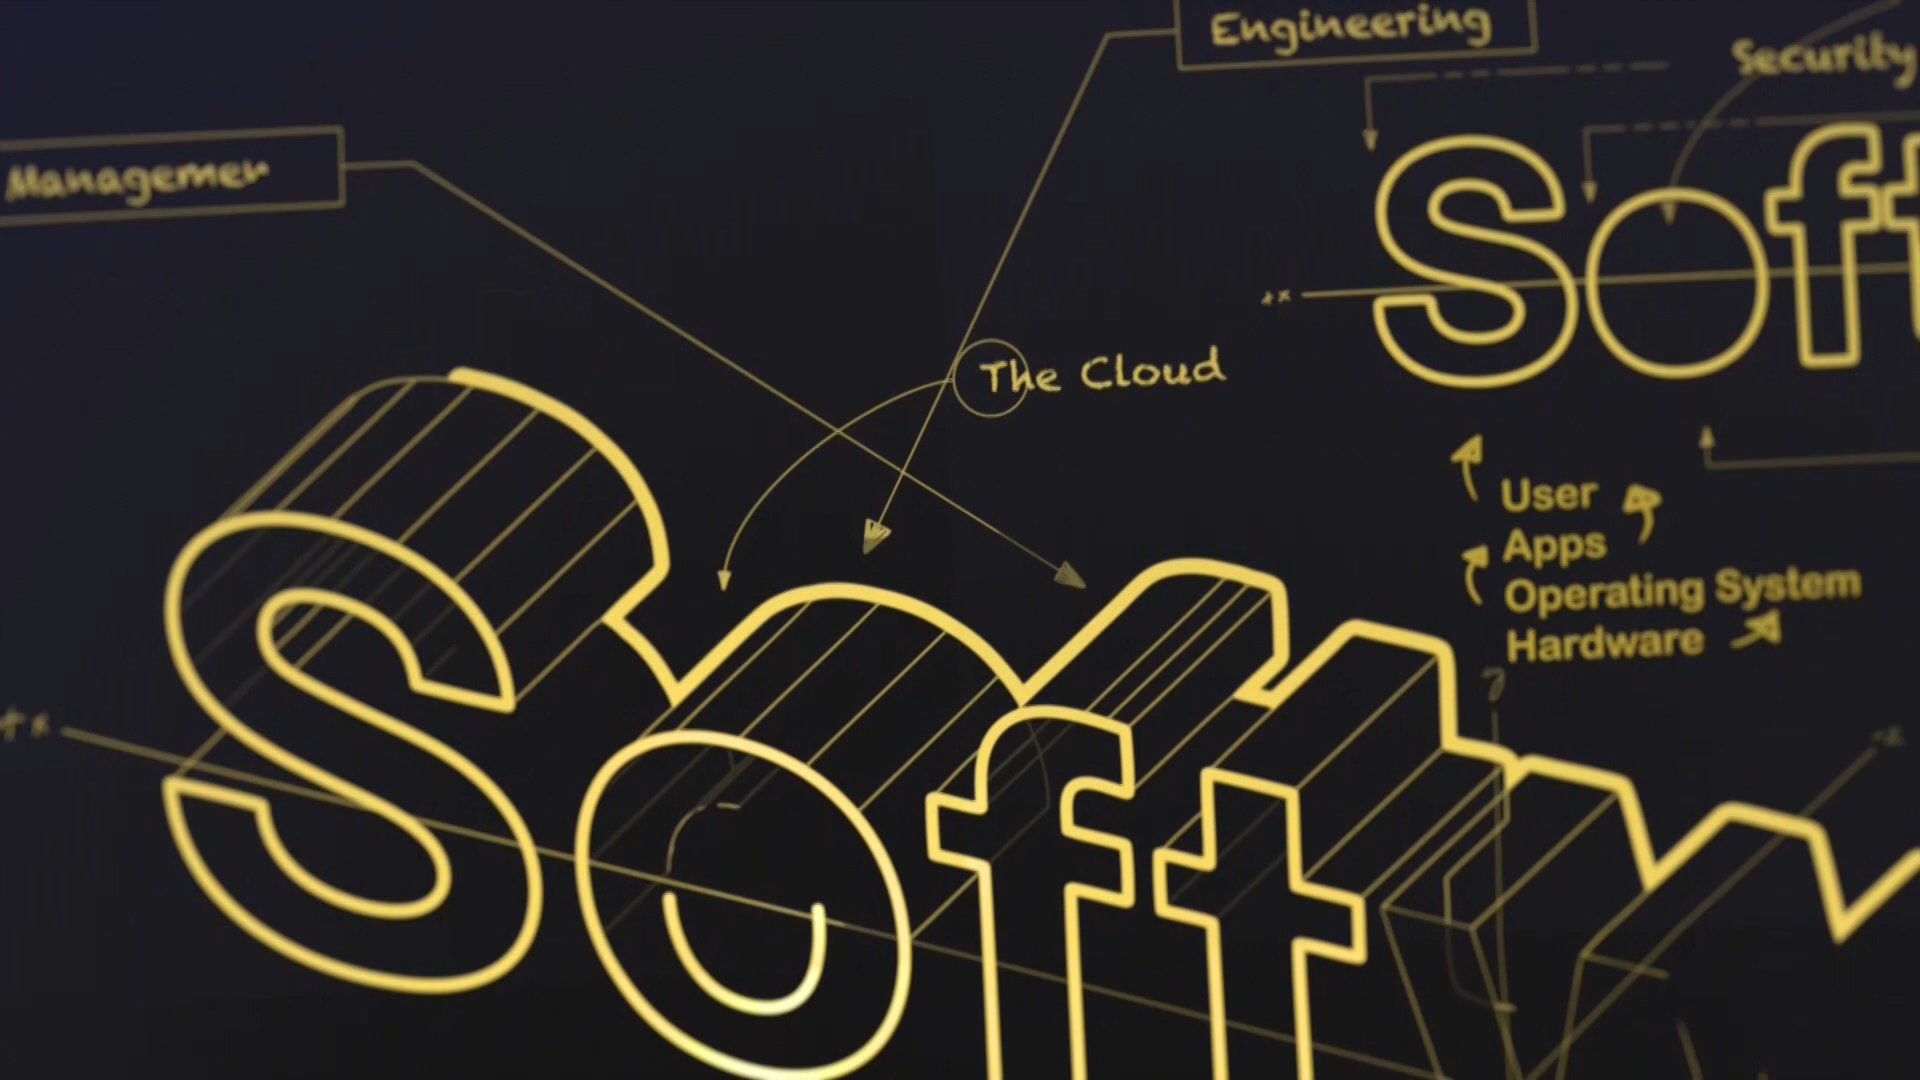 Engineering
Security
Managemen
Soft
The Cloud
+x
User
Apps
Operating System
Hardware
y
-z
+x
Soft